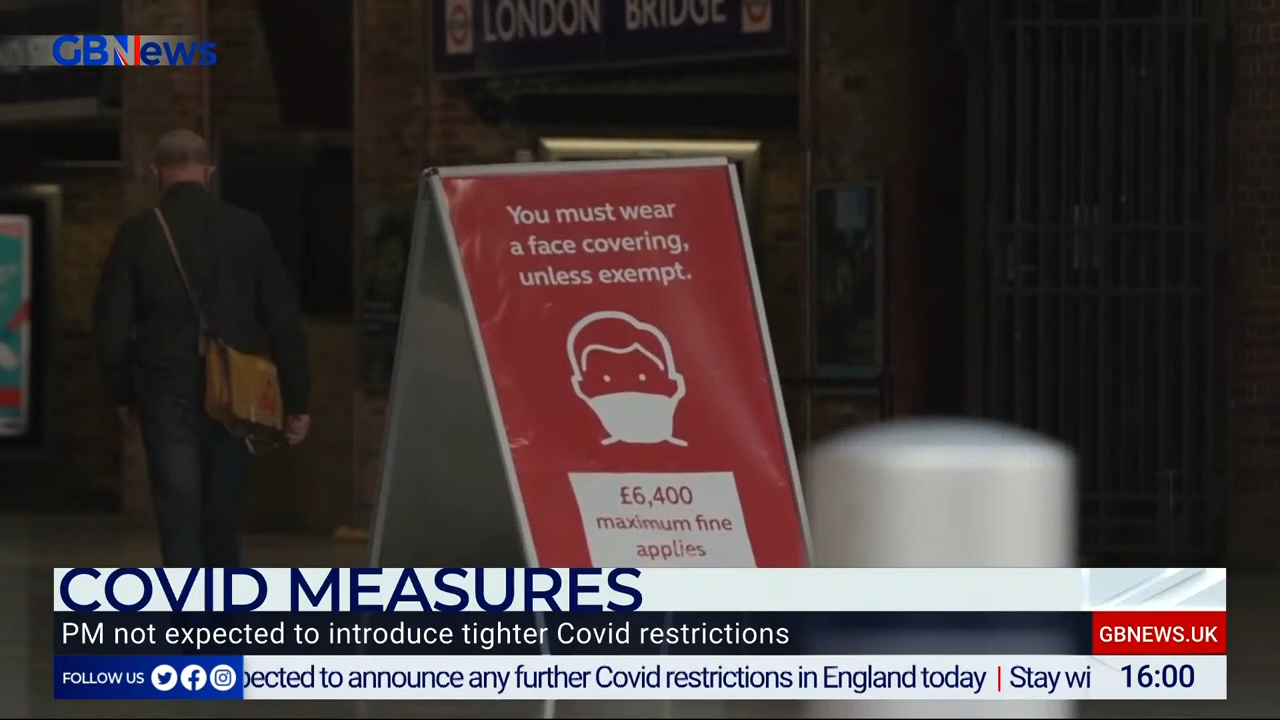 LONDON BRIDGE
GBNews
You must wear
a face covering,
unless exempt.
£6,400
maximum fine
applies
COVID MEASURES
PM not expected to introduce tighter Covid restrictions
GBNEWS.UK
FOLLOW US
pected to announce any further Covid restrictions in England today | Stay wi
16:00